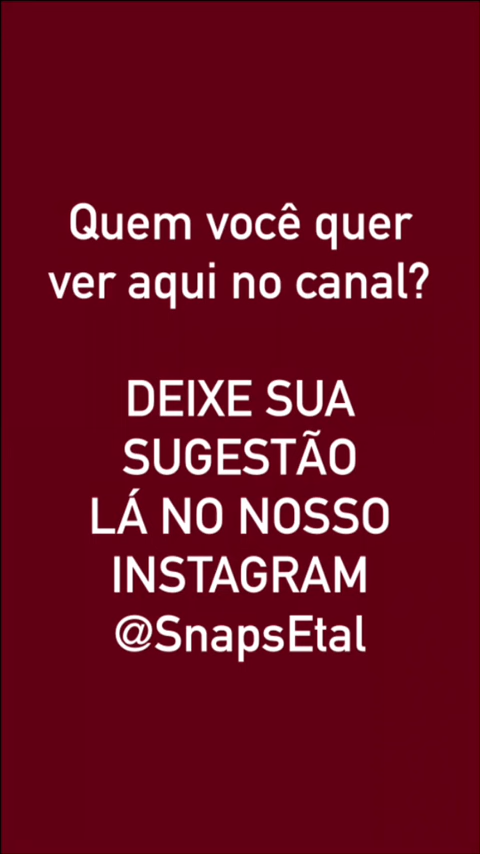 Quem você quer
ver aqui no canal?
DEIXE SUA
SUGESTÃO
LÁ NO NOSSO
INSTAGRAM
@SnapsEtal